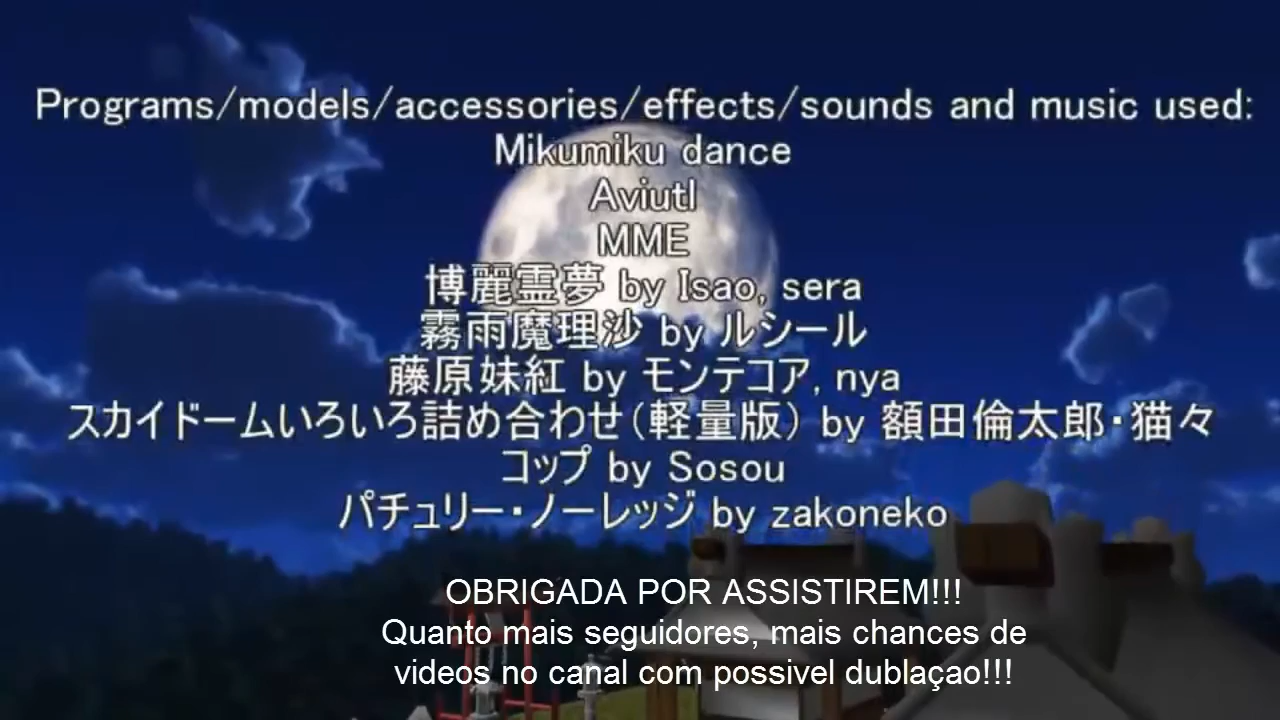 Programs/models/accessories/effects/sounds and music used:
Mikumiku dance
Aviutl
MME
博麗霊夢 by Isao, sera
霧雨魔理沙 by ルシール
藤原妹紅 by モンテコア, nya
スカイドームいろいろ詰め合わせ（軽量版） by 額田倫太郎・猫々
コップ by Sosou
パチュリー・ノーレッジ by zakoneko
OBRIGADA POR ASSISTIREM!!!
Quanto mais seguidores, mais chances de
videos no canal com possivel dublaçao!!!